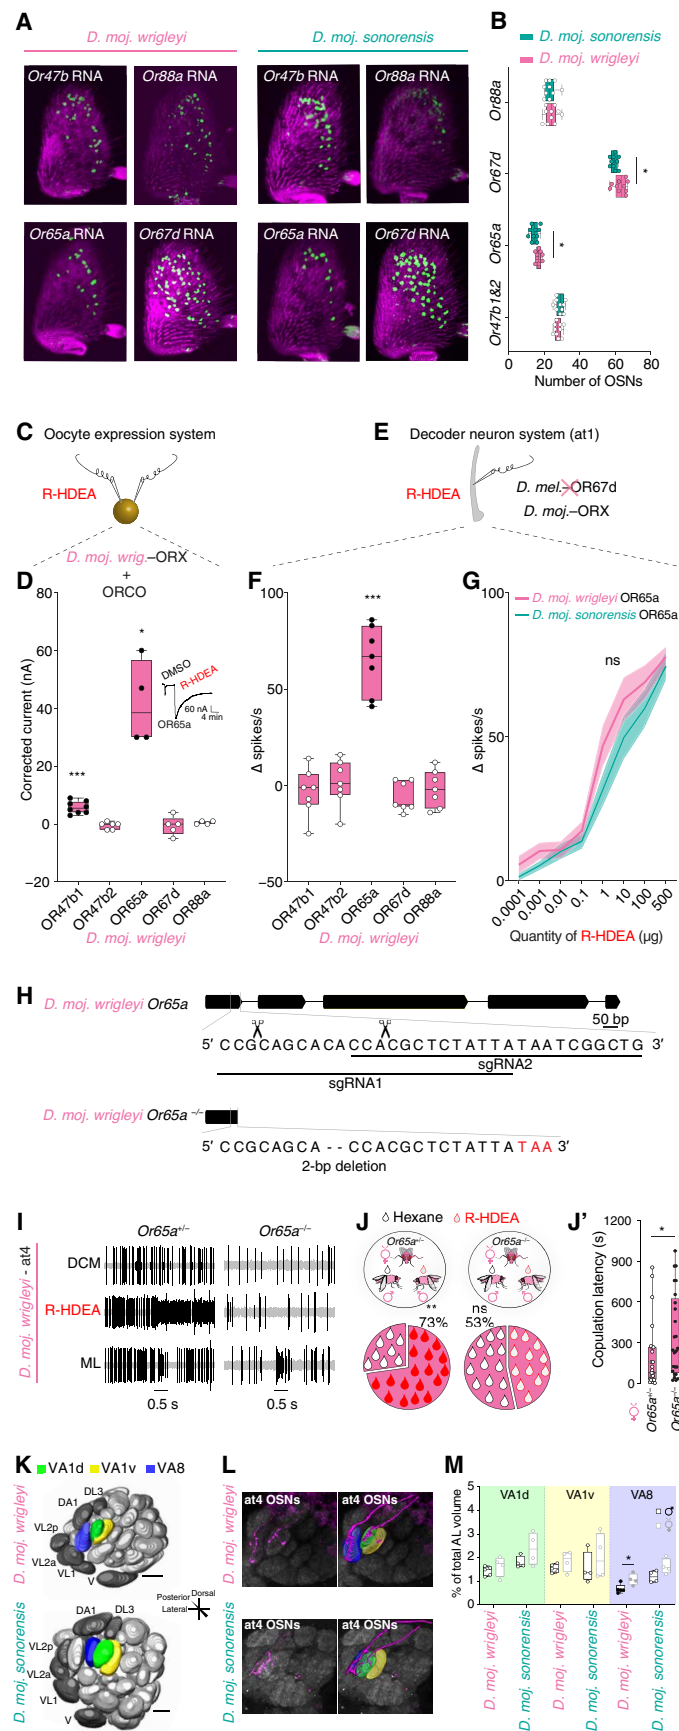 A
D. moj. wrigleyi
D. moj. sonorensis
Or47b RNA
Or88a RNA
Or47b RNA
Or88a RNA
Or65a RNA
Or67d RNA
Or65a RNA
Or67d RNA
B
D. moj. sonorensis
D. moj. wrigleyi
Or88a
Or67d
*
Or65a
*
Or47b1&2
0 20 40 60 80
Number of OSNs
C Oocyte expression system
R-HDEA
D. moj. wrig.–ORX
+
ORCO
E Decoder neuron system (at1)
R-HDEA
D. mel.–OR67d
D. moj.–ORX
D
Corrected current (nA)
80
60
40
20
0
−20
***
*
DMSO
R-HDEA
OR65a
60 nA
4 min
OR47b1 OR47b2 OR65a OR67d OR88a
D. moj. wrigleyi
F
Δ spikes/s
100
50
0
−50
***
OR47b1 OR47b2 OR65a OR67d OR88a
D. moj. wrigleyi
G
D. moj. wrigleyi OR65a
D. moj. sonorensis OR65a
ns
Δ spikes/s
100
50
0
0.0001 0.001 0.01 0.1 1 10 100 500
Quantity of R-HDEA (µg)
H
D. moj. wrigleyi Or65a
50 bp
5′ CCGCAGCACACCACGCTCTATTATAATCGGCTG 3′
sgRNA2
sgRNA1
D. moj. wrigleyi Or65a −/−
5′ CCGCAGCA--CCACGCTCTATTATAA 3′
2-bp deletion
I
Or65a+/−
Or65a−/−
D. moj. wrigleyi - at4
DCM
R-HDEA
ML
0.5 s
0.5 s
J
Hexane
R-HDEA
Or65a+/−
Or65a−/−
**
73%
ns
53%
J’
Copulation latency (s)
1200
900
600
300
0
*
Or65a+/−
Or65a−/−
K
VA1d VA1v VA8
D. moj. wrigleyi
DL3
DA1
VL2p
VL2a
VL1
V
Posterior Dorsal
Lateral
D. moj. sonorensis
DA1
DL3
VL2p
VL2a
VL1
V
L
D. moj. wrigleyi
at4 OSNs
at4 OSNs
D. moj. sonorensis
at4 OSNs
at4 OSNs
M
% of total AL volume
5
4
3
2
1
0
VA1d
VA1v
VA8
♂
♀
*
D. moj. wrigleyi
D. moj. sonorensis
D. moj. wrigleyi
D. moj. sonorensis
D. moj. wrigleyi
D. moj. sonorensis